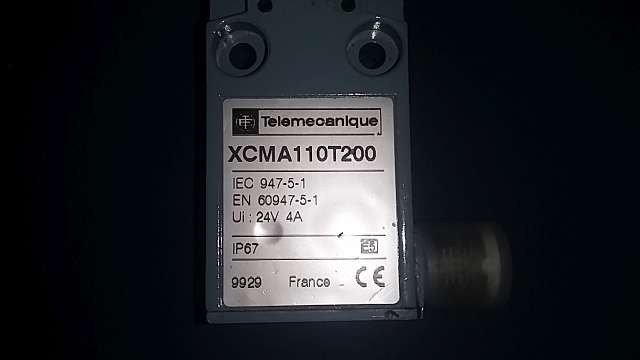 Telemecanique
XCMA110T200
IEC 947-5-1
EN 60947-5-1
Ui : 24V 4A
IP67
9929 France CE